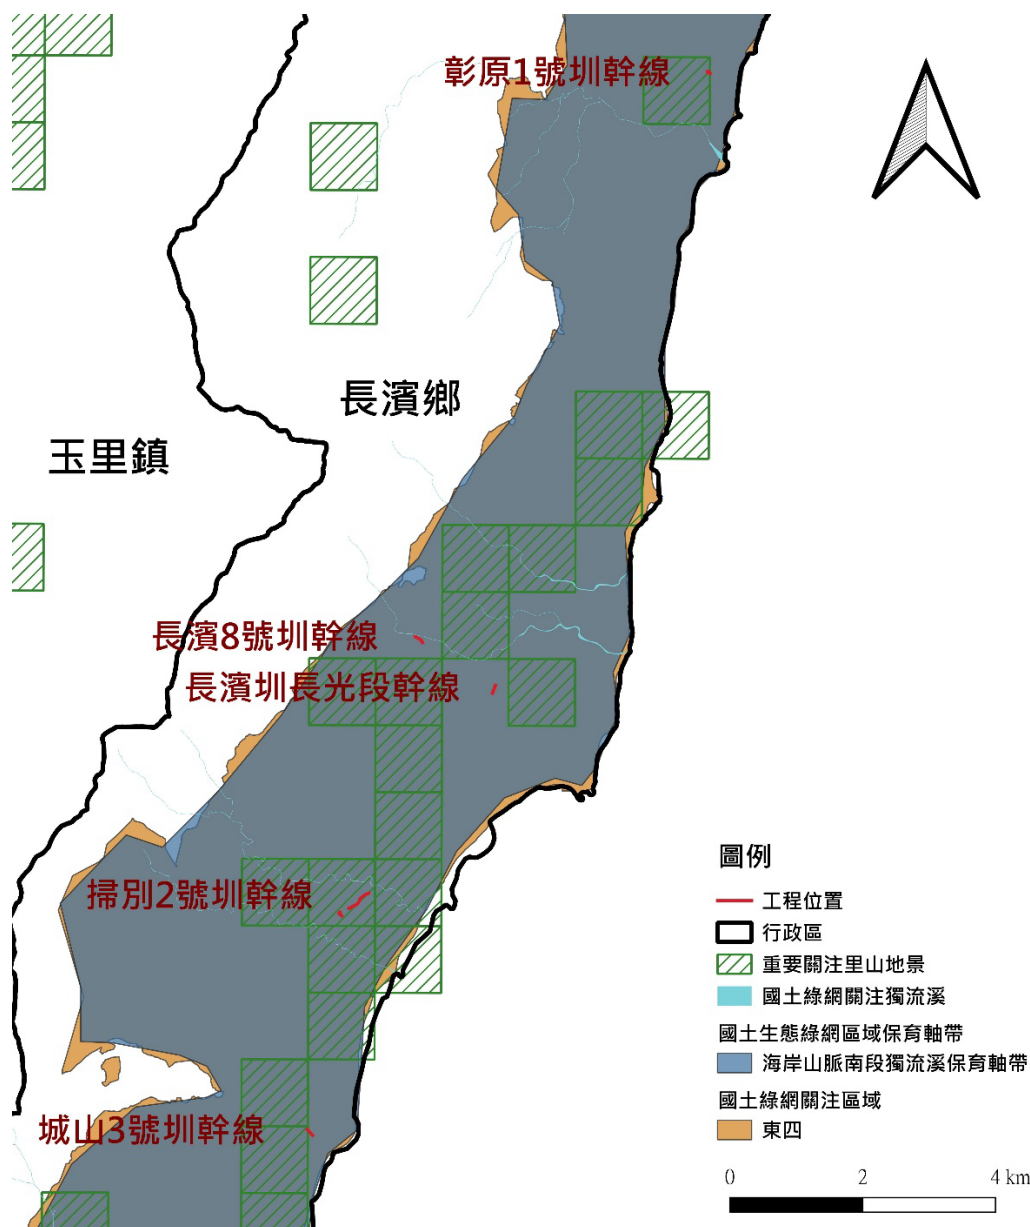 彰原1號圳幹線
長濱鄉
玉里鎮
長濱8號圳幹線
長濱圳長光段幹線
掃別2號圳幹線
城山3號圳幹線
圖例
工程位置
行政區
重要關注里山地景
國土綠網關注獨流溪
國土生態綠網區域保育軸帶
海岸山脈南段獨流溪保育軸帶
國土綠網關注區域
東四
0 2 4 km